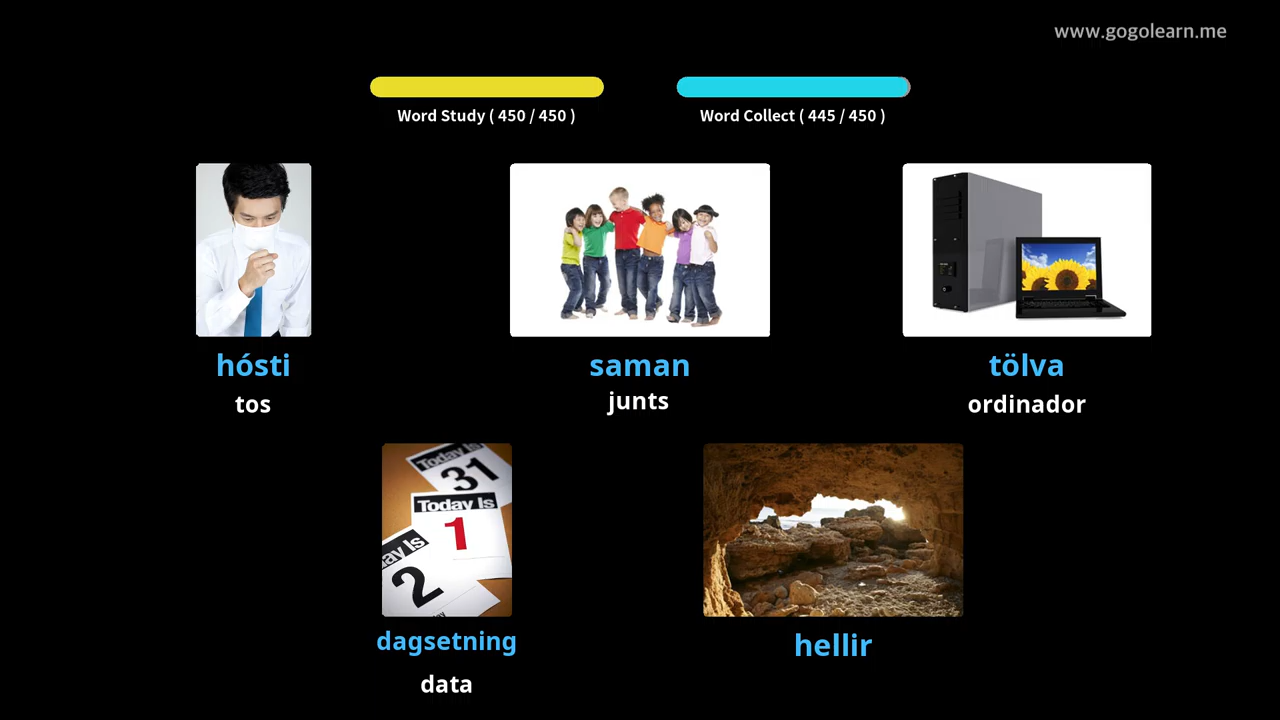 www.gogolearn.me
Word Study ( 450 / 450 )
Word Collect ( 445 / 450 )
hósti
saman
tölva
tos
junts
ordinador
Today Is
31
Today Is
1
ay Is
2
dagsetning
hellir
data